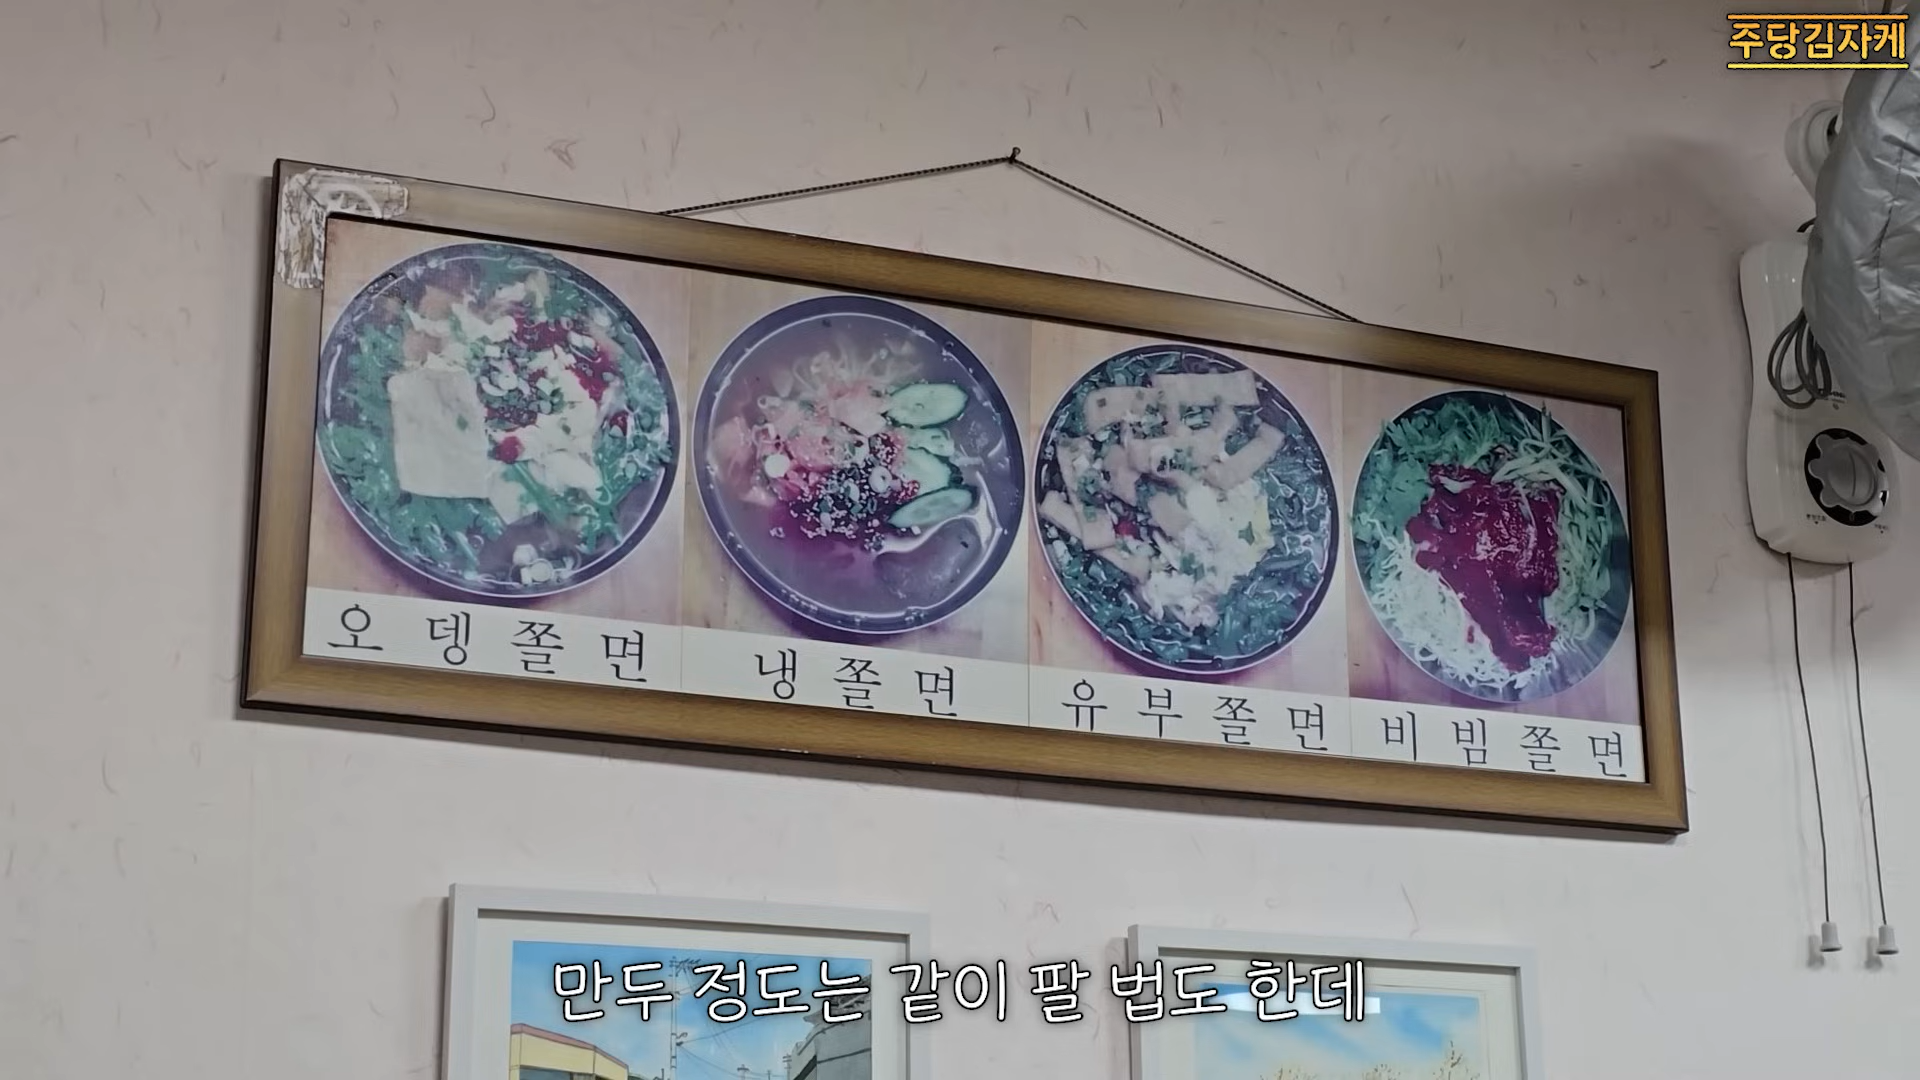 주당김자케
오뎅쫄면
냉쫄면
유부쫄면
비빔쫄면
만두 정도는 같이 팔 법도 한데